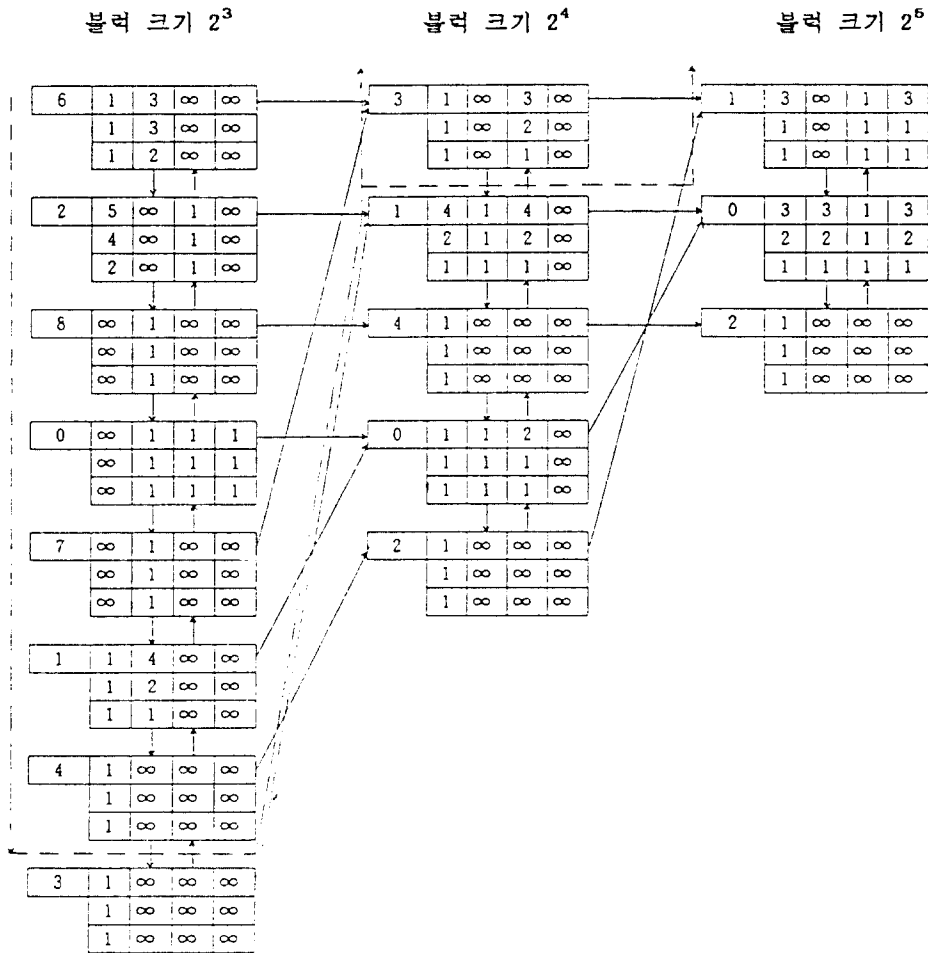 블럭 크기 2³ 블럭 크기 2⁴ 블럭 크기 2⁵
6 1 3 ∞ ∞ 3 1 ∞ 3 ∞ 1 3 ∞ 1 3
1 3 ∞ ∞ 1 ∞ 2 ∞ 1 ∞ 1 1
1 2 ∞ ∞ 1 ∞ 1 ∞ 1 ∞ 1 1
2 5 ∞ 1 ∞ 1 4 1 4 ∞ 0 3 3 1 3
4 ∞ 1 ∞ 2 1 2 ∞ 2 2 1 2
2 ∞ 1 ∞ 1 1 1 ∞ 1 1 1 1
8 ∞ 1 ∞ ∞ 4 1 ∞ ∞ ∞ 2 1 ∞ ∞ ∞
∞ 1 ∞ ∞ 1 ∞ ∞ ∞ 1 ∞ ∞ ∞
∞ 1 ∞ ∞ 1 ∞ ∞ ∞ 1 ∞ ∞ ∞
0 ∞ 1 1 1 0 1 1 2 ∞
∞ 1 1 1 1 1 1 ∞
∞ 1 1 1 1 1 1 ∞
7 ∞ 1 ∞ ∞ 2 1 ∞ ∞ ∞
∞ 1 ∞ ∞ 1 ∞ ∞ ∞
∞ 1 ∞ ∞ 1 ∞ ∞ ∞
1 1 4 ∞ ∞
1 2 ∞ ∞
1 1 ∞ ∞
4 1 ∞ ∞ ∞
1 ∞ ∞ ∞
1 ∞ ∞ ∞
3 1 ∞ ∞ ∞
1 ∞ ∞ ∞
1 ∞ ∞ ∞